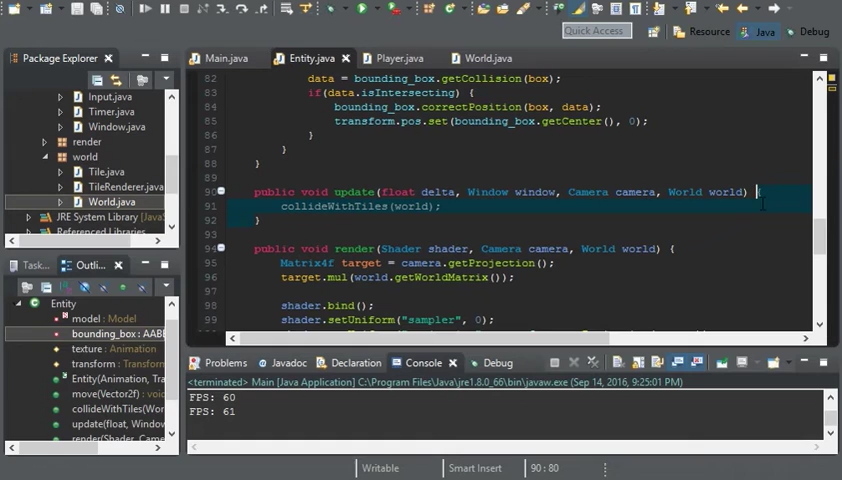 Quick Access
Resource
Java
Debug
Package Explorer
Main.java
Entity.java
Player.java
World.java
Input.java
Timer.java
Window.java
render
world
Tile.java
TileRenderer.java
World.java
JRE System Library
Referenced Libraries
82 data = bounding_box.getCollision(box);
83 if(data.isIntersecting) {
84 bounding_box.correctPosition(box, data);
85 transform.pos.set(bounding_box.getCenter(), 0);
86 }
87 }
88 }
89
90 public void update(float delta, Window window, Camera camera, World world) {
91 collideWithTiles(world);
92 }
93
94 public void render(Shader shader, Camera camera, World world) {
95 Matrix4f target = camera.getProjection();
96 target.mul(world.getWorldMatrix());
97
98 shader.bind();
99 shader.setUniform("sampler", 0);
Task...
Outli...
Entity
model : Model
bounding_box : AABB
texture : Animation
transform : Transform
Entity(Animation, Tra
move(Vector2f) : void
collideWithTiles(Wor
update(float, Window
render(Shader, Came
Problems
Javadoc
Declaration
Console
Debug
<terminated> Main [Java Application] C:\Program Files\Java\jre1.8.0_66\bin\javaw.exe (Sep 14, 2016, 9:25:01 PM)
FPS: 60
FPS: 61
Writable
Smart Insert
90 : 80